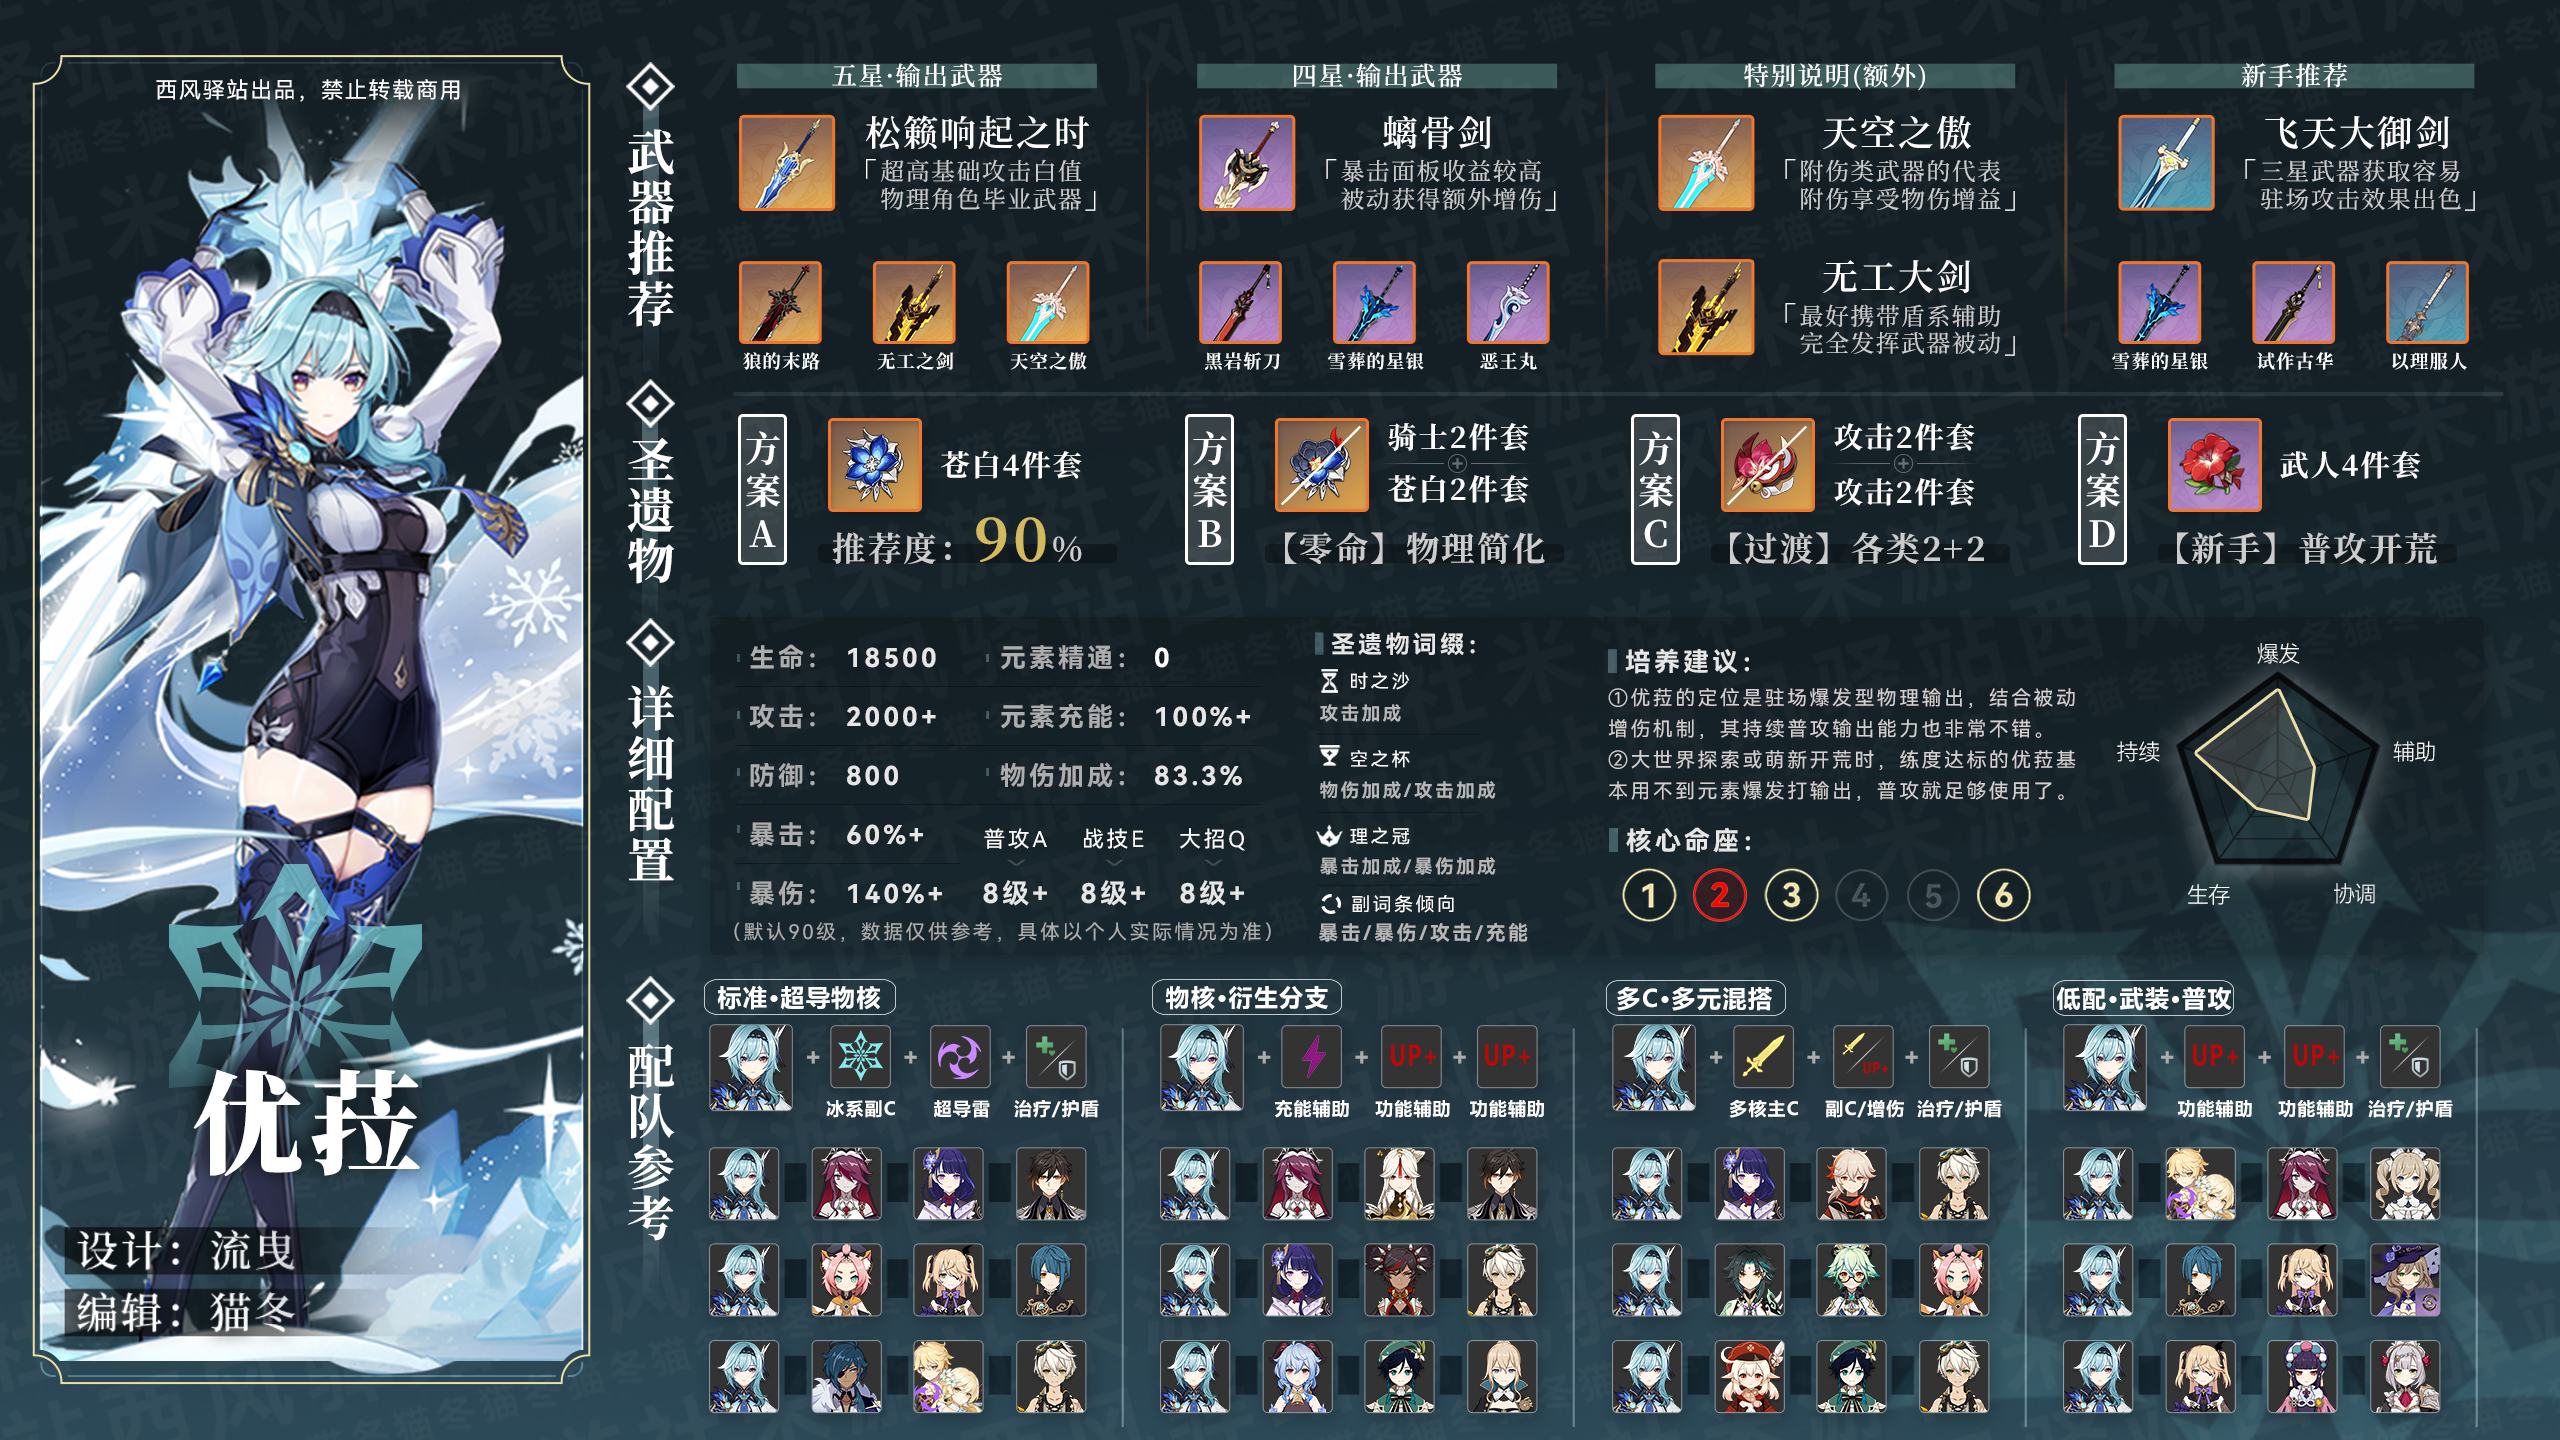 西风驿站出品，禁止转载商用
优菈
设计：流曳
编辑：猫冬
武器推荐
五星·输出武器
松籁响起之时
「超高基础攻击白值
物理角色毕业武器」
狼的末路
无工之剑
天空之傲
四星·输出武器
螭骨剑
「暴击面板收益较高
被动获得额外增伤」
黑岩斩刀
雪葬的星银
恶王丸
特别说明(额外)
天空之傲
「附伤类武器的代表
附伤享受物伤增益」
无工大剑
「最好携带盾系辅助
完全发挥武器被动」
新手推荐
飞天大御剑
「三星武器获取容易
驻场攻击效果出色」
雪葬的星银
试作古华
以理服人
圣遗物
方案A
苍白4件套
推荐度：90%
方案B
骑士2件套
苍白2件套
【零命】物理简化
方案C
攻击2件套
攻击2件套
【过渡】各类2+2
方案D
武人4件套
【新手】普攻开荒
详细配置
生命：18500
元素精通：0
攻击：2000+
元素充能：100%+
防御：800
物伤加成：83.3%
暴击：60%+
普攻A 战技E 大招Q
暴伤：140%+
8级+ 8级+ 8级+
（默认90级，数据仅供参考，具体以个人实际情况为准）
圣遗物词缀：
时之沙
攻击加成
空之杯
物伤加成/攻击加成
理之冠
暴击加成/暴伤加成
副词条倾向
暴击/暴伤/攻击/充能
培养建议：
①优菈的定位是驻场爆发型物理输出，结合被动
增伤机制，其持续普攻输出能力也非常不错。
②大世界探索或萌新开荒时，练度达标的优菈基
本用不到元素爆发打输出，普攻就足够使用了。
核心命座：
1 2 3 4 5 6
爆发
持续
辅助
生存
协调
配队参考
标准·超导物核
+ + +
冰系副C 超导雷 治疗/护盾
物核·衍生分支
+ + UP+ + UP+
充能辅助 功能辅助 功能辅助
多C·多元混搭
+ + UP+ +
多核主C 副C/增伤 治疗/护盾
低配·武装·普攻
+ UP+ + UP+ +
功能辅助 功能辅助 治疗/护盾